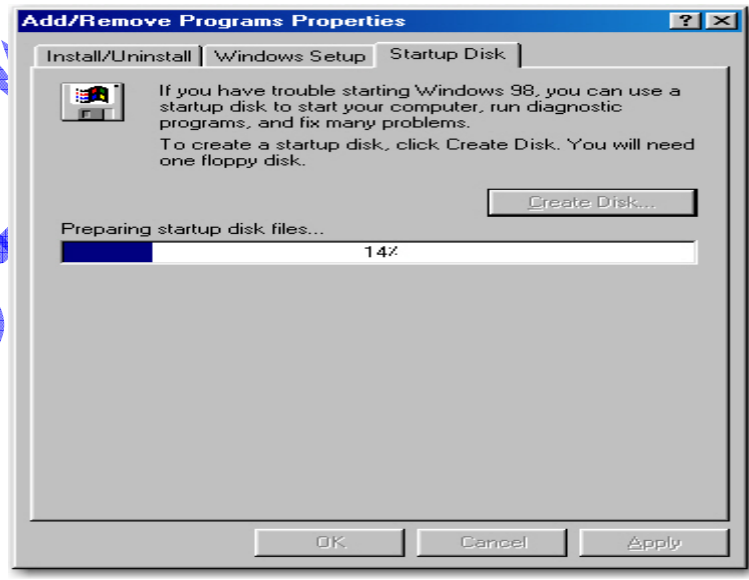 Add/Remove Programs Properties
Install/Uninstall Windows Setup Startup Disk
If you have trouble starting Windows 98, you can use a
startup disk to start your computer, run diagnostic
programs, and fix many problems.
To create a startup disk, click Create Disk. You will need
one floppy disk.
Create Disk...
Preparing startup disk files...
14%
OK Cancel Apply